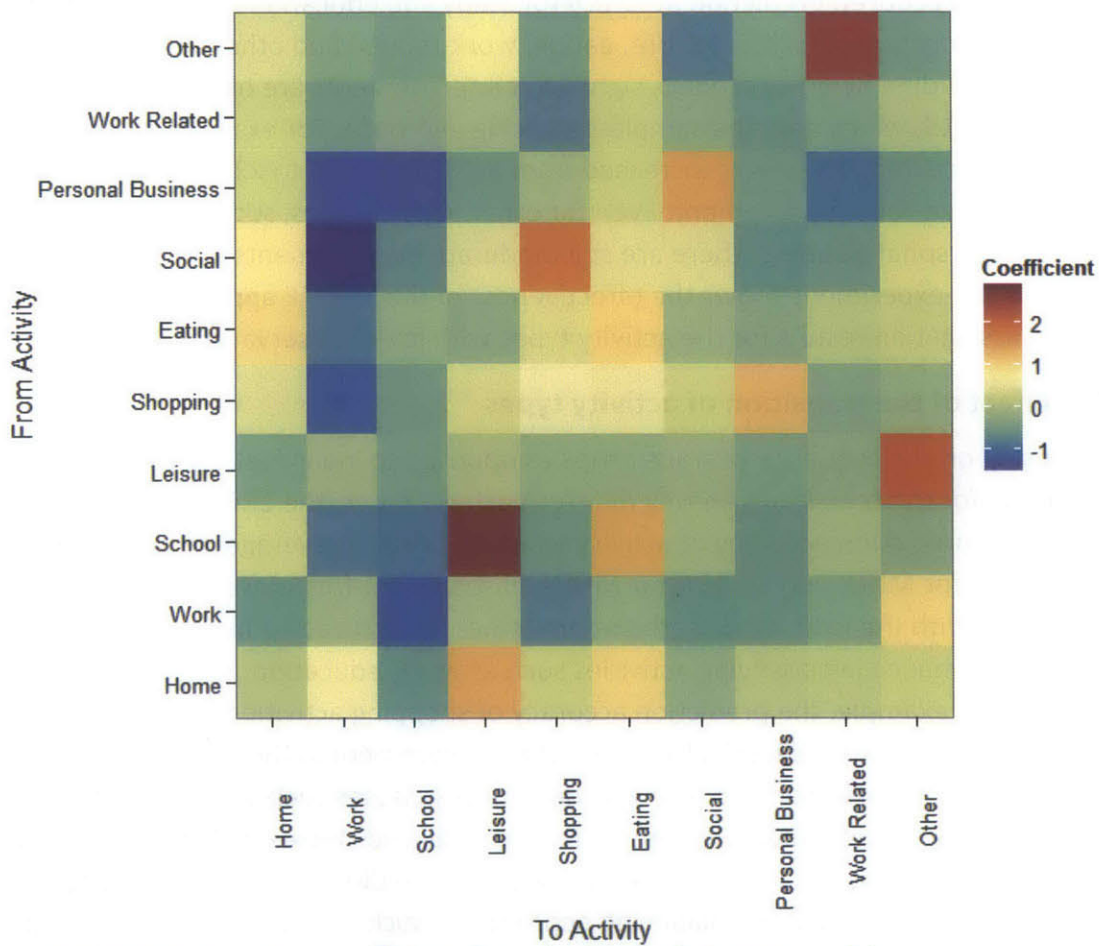 Other
Work Related
Personal Business
Social
Eating
Shopping
Leisure
School
Work
Home
From Activity
Home
Work
School
Leisure
Shopping
Eating
Social
Personal Business
Work Related
Other
To Activity
Coefficient
2
1
0
-1